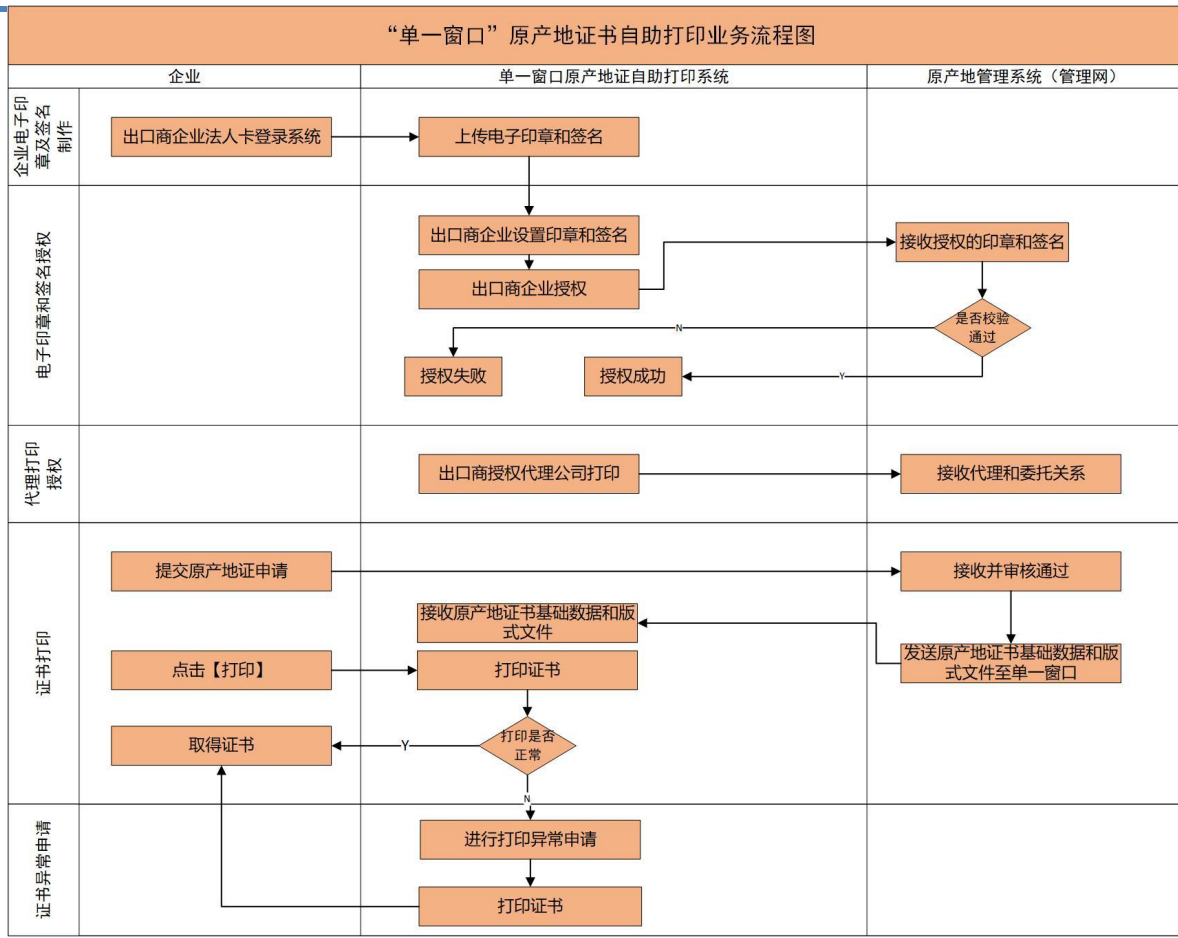 “单一窗口”原产地证书自助打印业务流程图
企业
单一窗口原产地证自助打印系统
原产地管理系统（管理网）
企业电子印
章及签名
制作
出口商企业法人卡登录系统
上传电子印章和签名
电子印章和签名授权
出口商企业设置印章和签名
接收授权的印章和签名
出口商企业授权
是否校验
通过
N
授权失败
授权成功
Y
代理打印
授权
出口商授权代理公司打印
接收代理和委托关系
证书打印
提交原产地证申请
接收并审核通过
接收原产地证书基础数据和版
式文件
发送原产地证书基础数据和版
式文件至单一窗口
点击【打印】
打印证书
打印是否
正常
Y
取得证书
N
证书异常申请
进行打印异常申请
打印证书